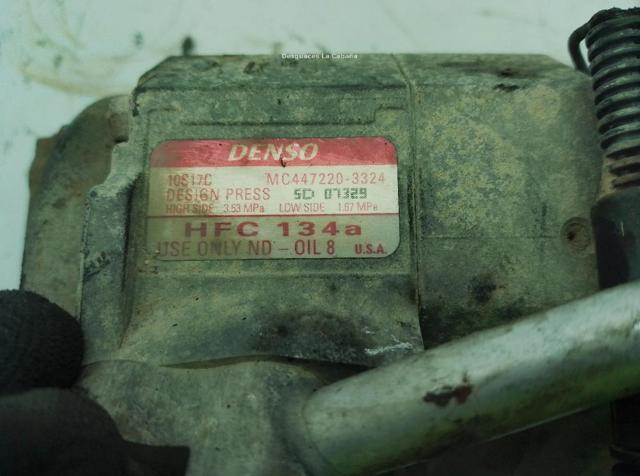 Desguaces La Cabaña
DENSO
10S17C MC447220-3324
DESIGN PRESS 5D 07329
HIGH SIDE 3.53 MPa LOW SIDE 1.67 MPa
HFC 134a
USE ONLY ND-OIL 8 U.S.A.